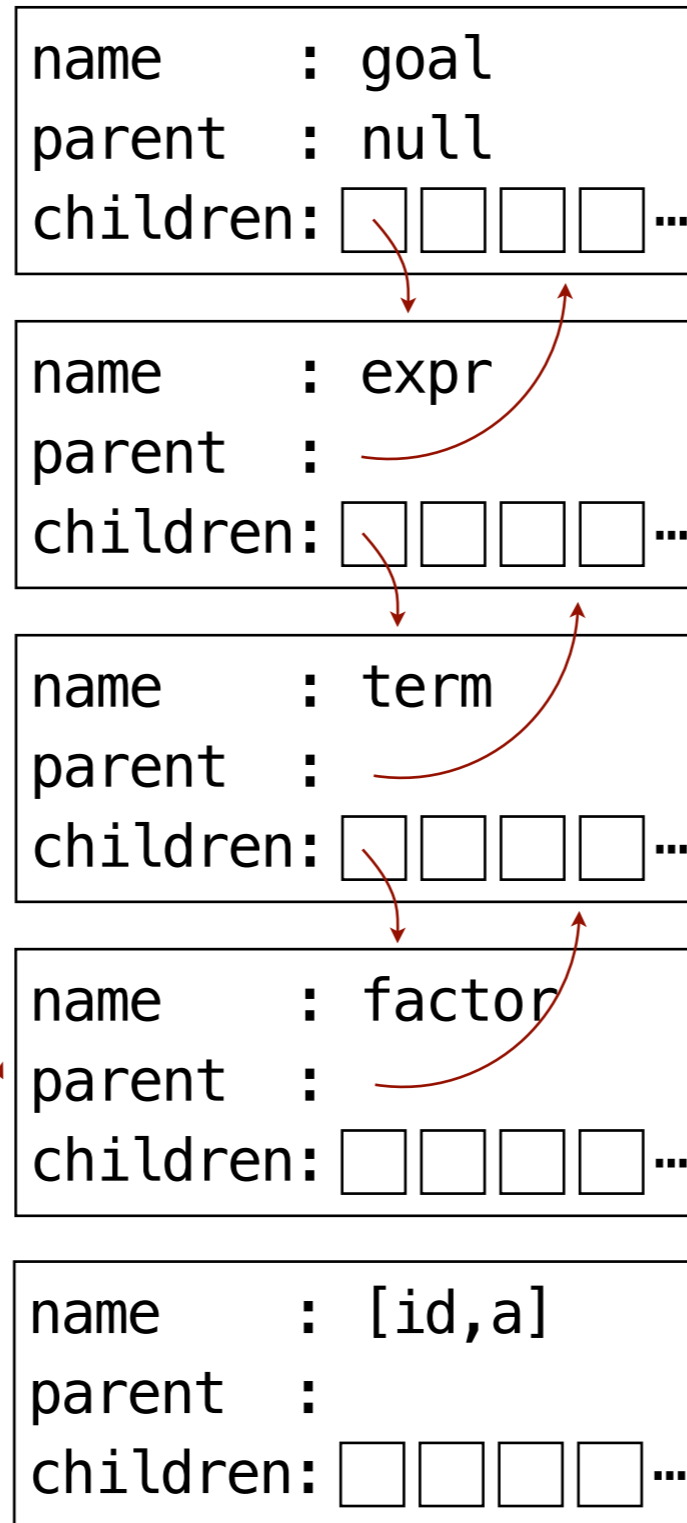 name : goal
parent : null
children: …
name : expr
parent :
children: …
name : term
parent :
children: …
name : factor
parent :
children: …
name : [id,a]
parent :
children: …